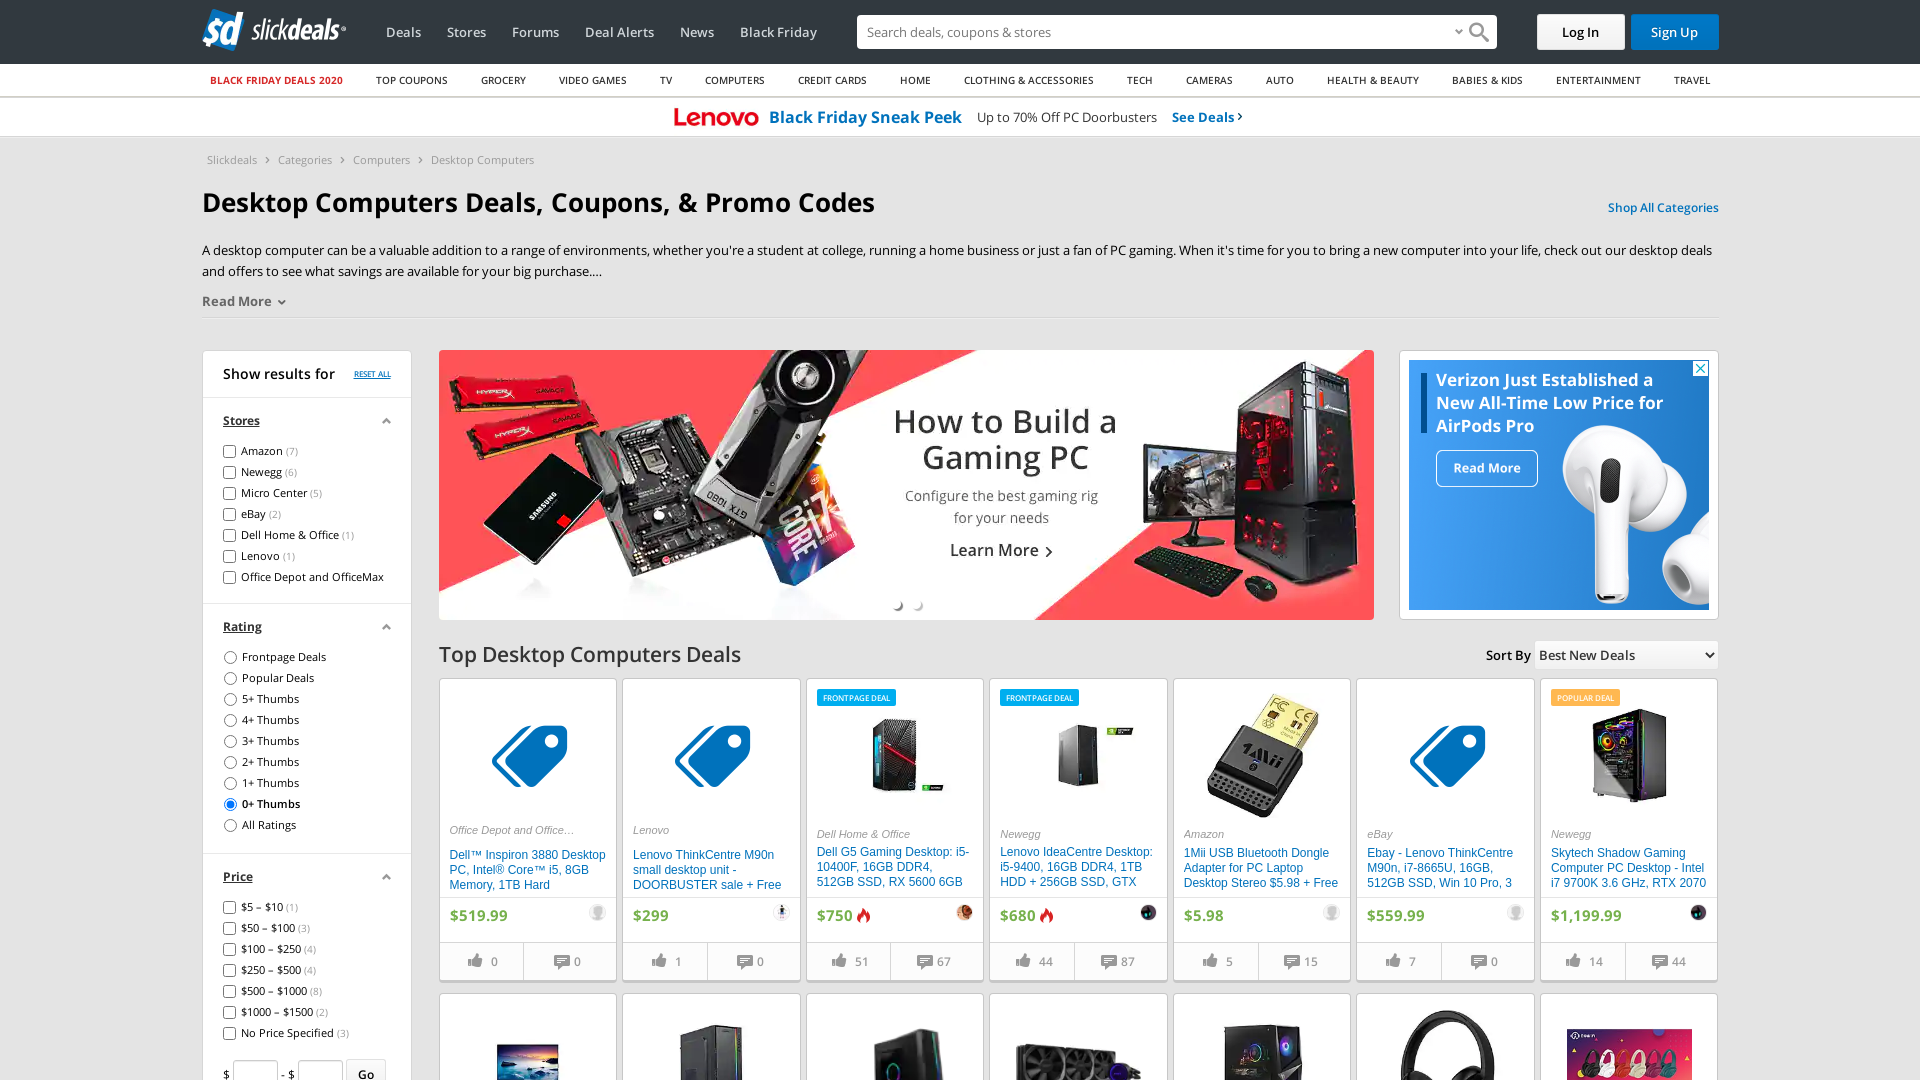 slickdeals
Deals
Stores
Forums
Deal Alerts
News
Black Friday
Search deals, coupons & stores
Log In
Sign Up
BLACK FRIDAY DEALS 2020
TOP COUPONS
GROCERY
VIDEO GAMES
TV
COMPUTERS
CREDIT CARDS
HOME
CLOTHING & ACCESSORIES
TECH
CAMERAS
AUTO
HEALTH & BEAUTY
BABIES & KIDS
ENTERTAINMENT
TRAVEL
Lenovo Black Friday Sneak Peek Up to 70% Off PC Doorbusters See Deals
Slickdeals > Categories > Computers > Desktop Computers
Desktop Computers Deals, Coupons, & Promo Codes
Shop All Categories
A desktop computer can be a valuable addition to a range of environments, whether you're a student at college, running a home business or just a fan of PC gaming. When it's time for you to bring a new computer into your life, check out our desktop deals
and offers to see what savings are available for your big purchase....
Read More
Show results for
RESET ALL
Stores
Amazon (7)
Newegg (6)
Micro Center (5)
eBay (2)
Dell Home & Office (1)
Lenovo (1)
Office Depot and OfficeMax
Rating
Frontpage Deals
Popular Deals
5+ Thumbs
4+ Thumbs
3+ Thumbs
2+ Thumbs
1+ Thumbs
0+ Thumbs
All Ratings
Price
$5 – $10 (1)
$50 – $100 (3)
$100 – $250 (4)
$250 – $500 (4)
$500 – $1000 (8)
$1000 – $1500 (2)
No Price Specified (3)
$ - $ Go
HYPERX SAVAGE
HYPERX
SAMSUNG
GTX 1080
CORE i7
How to Build a
Gaming PC
Configure the best gaming rig
for your needs
Learn More
Verizon Just Established a
New All-Time Low Price for
AirPods Pro
Read More
Top Desktop Computers Deals
Sort By Best New Deals
Office Depot and Office…
Dell™ Inspiron 3880 Desktop
PC, Intel® Core™ i5, 8GB
Memory, 1TB Hard
$519.99
0
0
Lenovo
Lenovo ThinkCentre M90n
small desktop unit -
DOORBUSTER sale + Free
$299
1
0
FRONTPAGE DEAL
Dell Home & Office
Dell G5 Gaming Desktop: i5-
10400F, 16GB DDR4,
512GB SSD, RX 5600 6GB
$750
51
67
FRONTPAGE DEAL
Newegg
Lenovo IdeaCentre Desktop:
i5-9400, 16GB DDR4, 1TB
HDD + 256GB SSD, GTX
$680
44
87
FC CE
1Mii
Amazon
1Mii USB Bluetooth Dongle
Adapter for PC Laptop
Desktop Stereo $5.98 + Free
$5.98
5
15
eBay
Ebay - Lenovo ThinkCentre
M90n, i7-8665U, 16GB,
512GB SSD, Win 10 Pro, 3
$559.99
7
0
POPULAR DEAL
Newegg
Skytech Shadow Gaming
Computer PC Desktop - Intel
i7 9700K 3.6 GHz, RTX 2070
$1,199.99
14
44